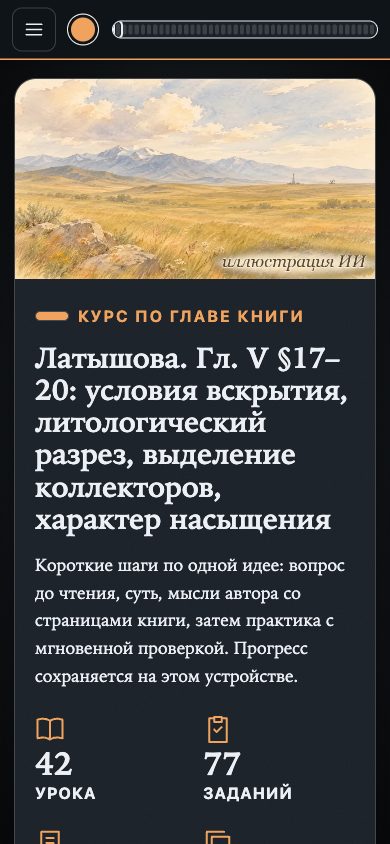 иллюстрация ИИ
КУРС ПО ГЛАВЕ КНИГИ
Латышова. Гл. V §17–
20: условия вскрытия,
литологический
разрез, выделение
коллекторов,
характер насыщения
Короткие шаги по одной идее: вопрос
до чтения, суть, мысли автора со
страницами книги, затем практика с
мгновенной проверкой. Прогресс
сохраняется на этом устройстве.
42
УРОКА
77
ЗАДАНИЙ